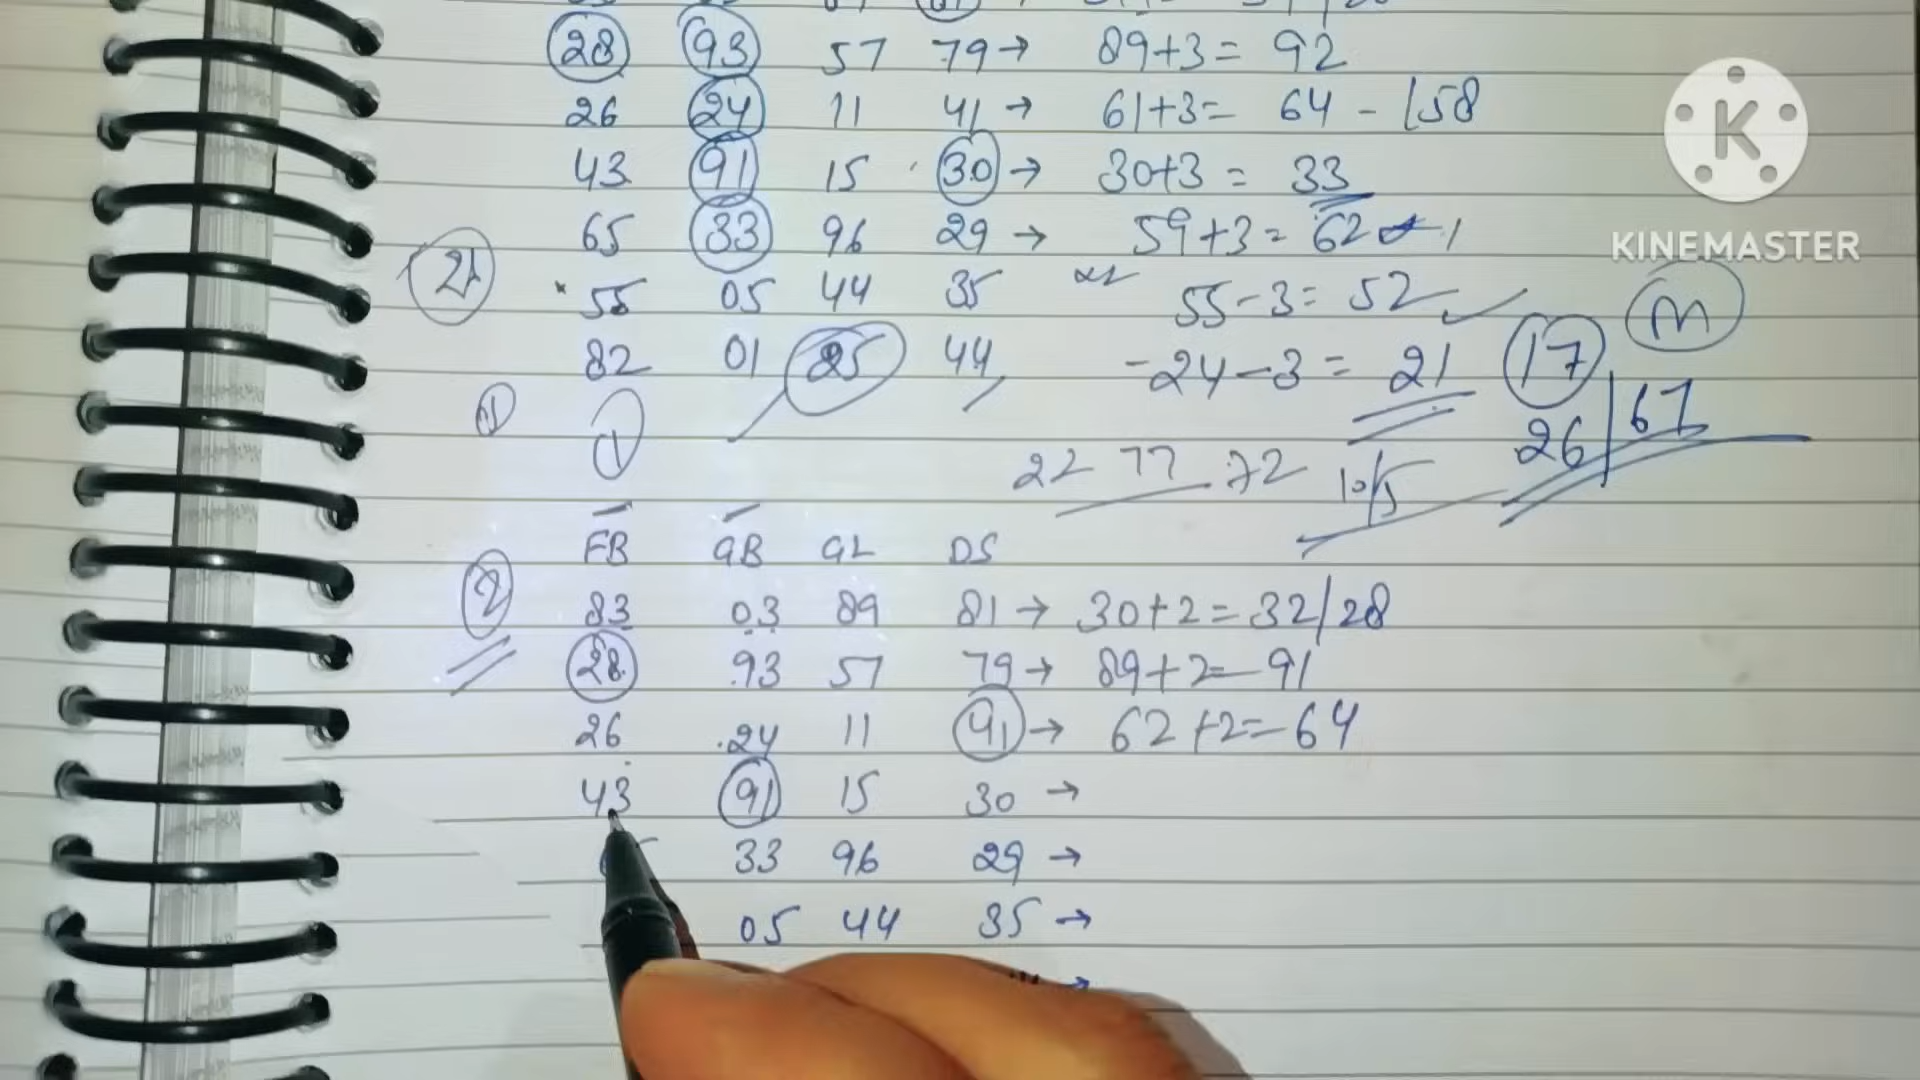 28 93 57 79 → 89+3= 92
26 24 11 41 → 61+3= 64 - 158
43 91 15 30 → 30+3 = 33
65 33 96 29 → 59+3= 62
21
55 05 44 35 55-3= 52
82 01 25 44 -24-3 = 21 17 m
1 1 26|67
22 77 72 10/5
FB GB GL DS
2
83 03 89 81 → 30+2=32/28
28 93 57 79 → 89+2=91
26 24 11 91 → 62+2=64
43 91 15 30 →
33 96 29 →
05 44 35 →
K
KINEMASTER